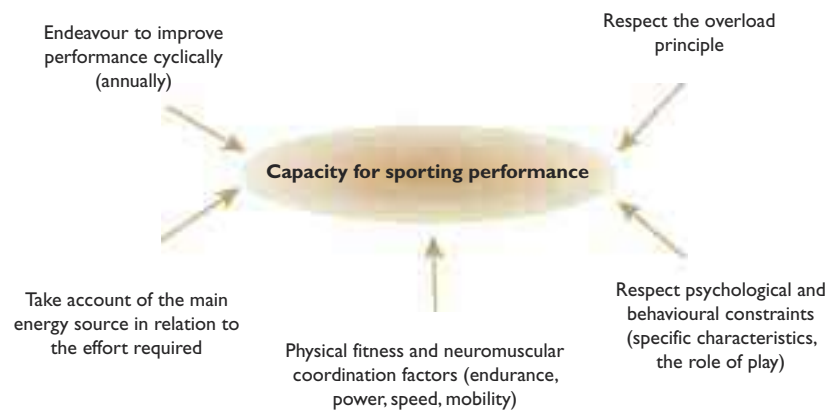 Endeavour to improve
performance cyclically
(annually)
Respect the overload
principle
Capacity for sporting performance
Take account of the main
energy source in relation to
the effort required
Physical fitness and neuromuscular
coordination factors (endurance,
power, speed, mobility)
Respect psychological and
behavioural constraints
(specific characteristics,
the role of play)